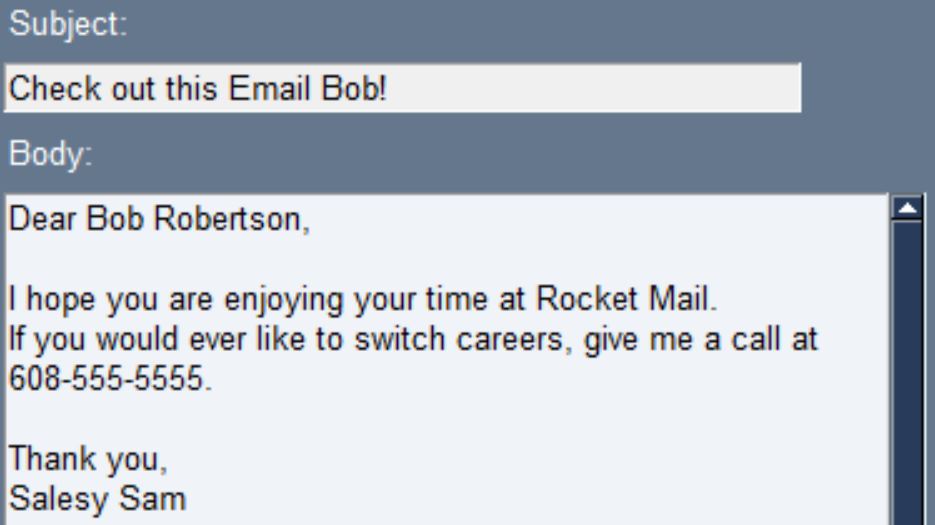 Subject:
Check out this Email Bob!
Body:
Dear Bob Robertson,
I hope you are enjoying your time at Rocket Mail.
If you would ever like to switch careers, give me a call at
608-555-5555.
Thank you,
Salesy Sam